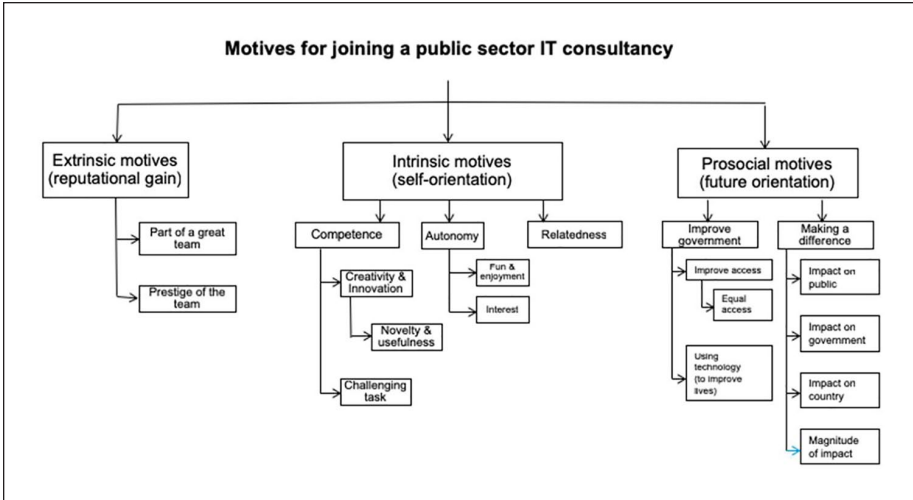 Motives for joining a public sector IT consultancy
Extrinsic motives
(reputational gain)
Part of a great
team
Prestige of the
team
Intrinsic motives
(self-orientation)
Competence
Creativity &
Innovation
Novelty &
usefulness
Challenging
task
Autonomy
Fun &
enjoyment
Interest
Relatedness
Prosocial motives
(future orientation)
Improve
government
Improve access
Equal
access
Using
technology
(to improve
lives)
Making a
difference
Impact on
public
Impact on
government
Impact on
country
Magnitude
of impact